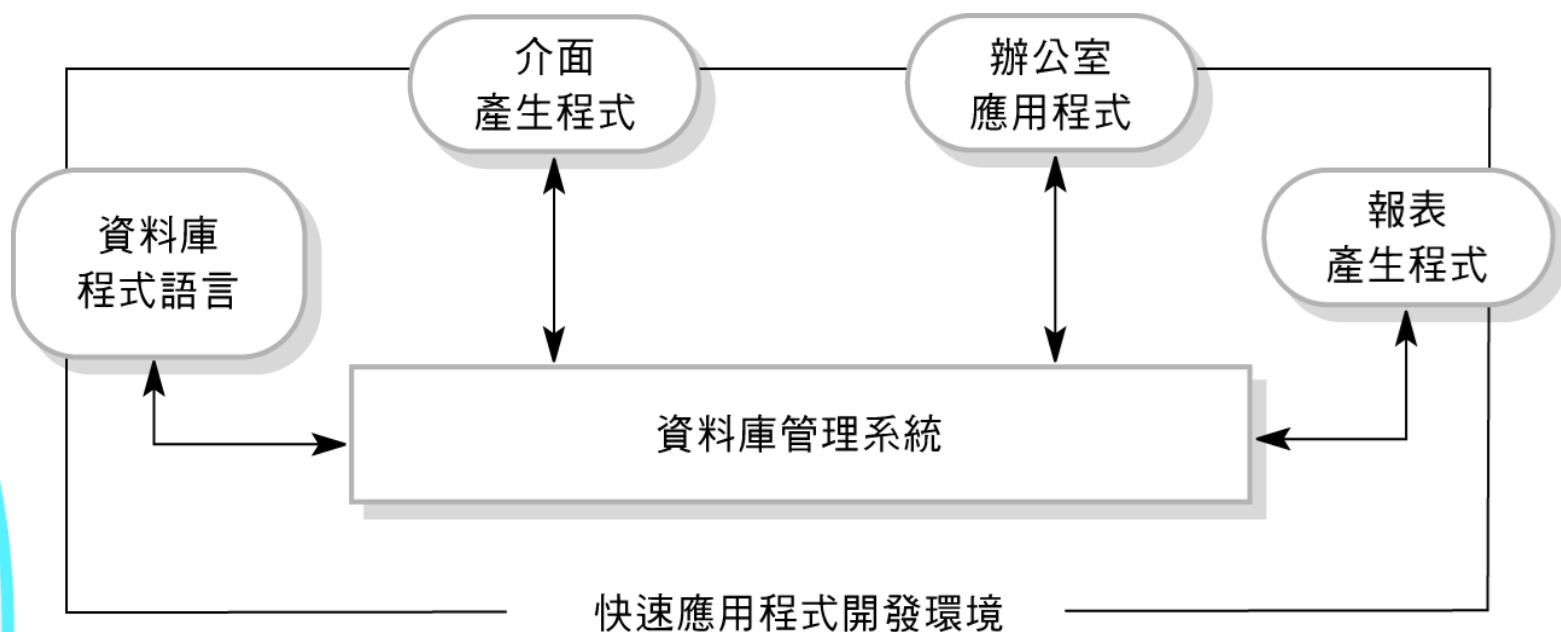 介面
產生程式
辦公室
應用程式
資料庫
程式語言
報表
產生程式
資料庫管理系統
快速應用程式開發環境